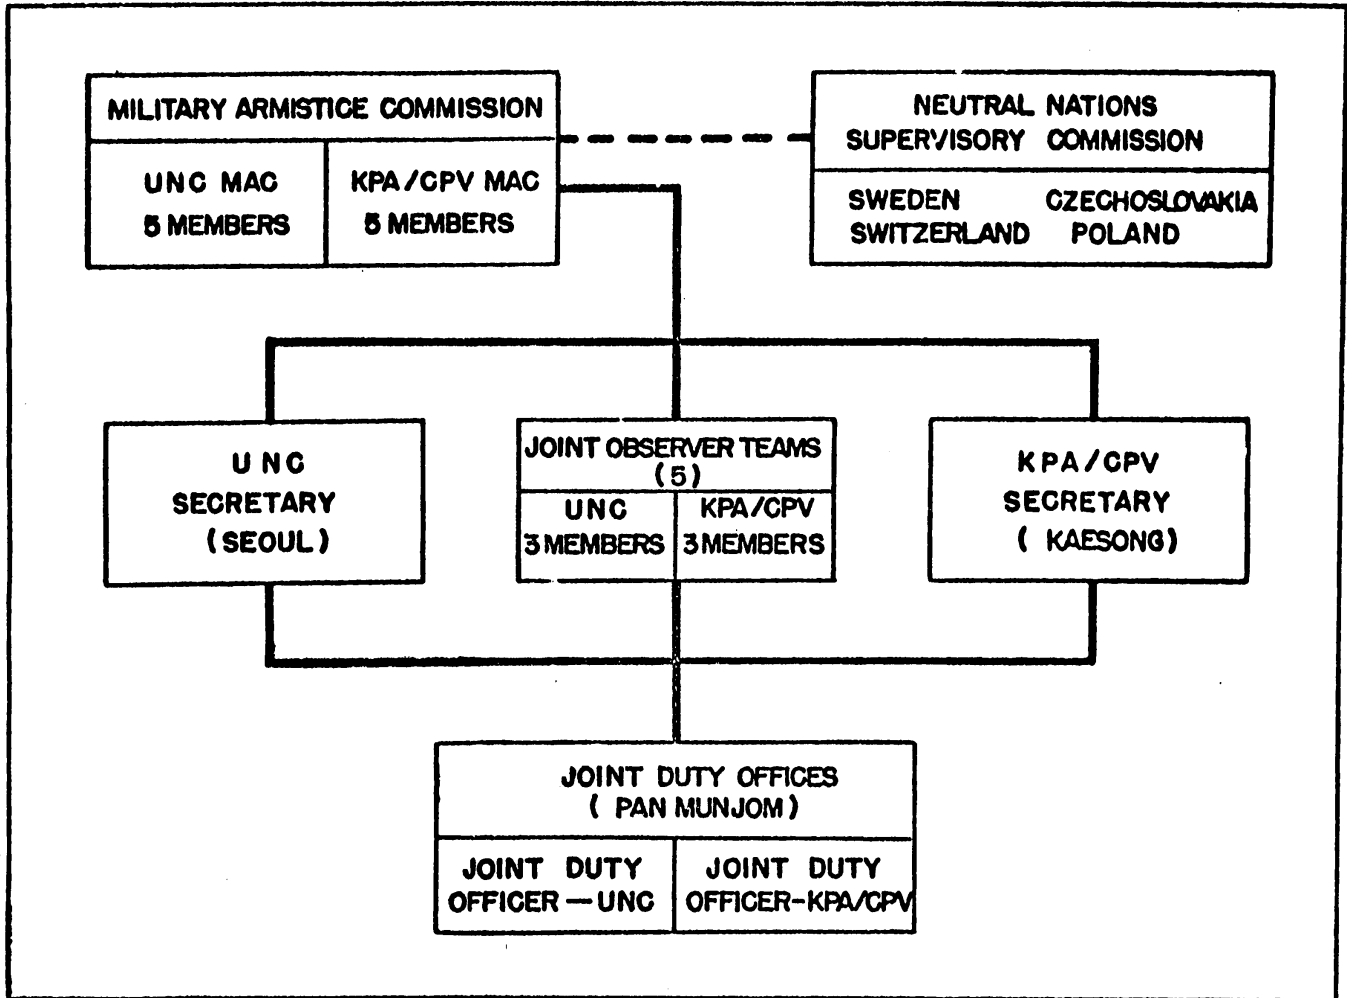 MILITARY ARMISTICE COMMISSION
UNC MAC
5 MEMBERS
KPA/CPV MAC
5 MEMBERS
NEUTRAL NATIONS
SUPERVISORY COMMISSION
SWEDEN CZECHOSLOVAKIA
SWITZERLAND POLAND
UNC
SECRETARY
(SEOUL)
JOINT OBSERVER TEAMS
(5)
UNC
3 MEMBERS
KPA/CPV
3 MEMBERS
KPA/CPV
SECRETARY
( KAESONG)
JOINT DUTY OFFICES
( PAN MUNJOM)
JOINT DUTY
OFFICER — UNC
JOINT DUTY
OFFICER-KPA/CPV